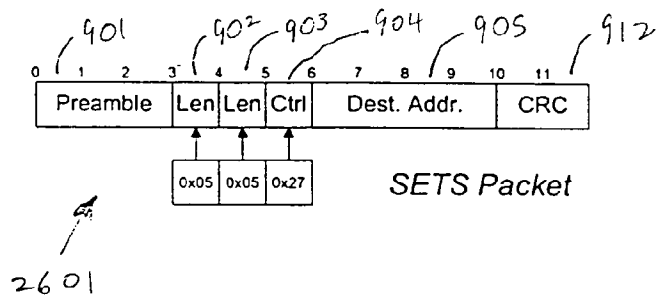 901 902 903 904 905 912
0 1 2 3 4 5 6 7 8 9 10 11
Preamble Len Len Ctrl Dest. Addr. CRC
0x05 0x05 0x27
SETS Packet
2601